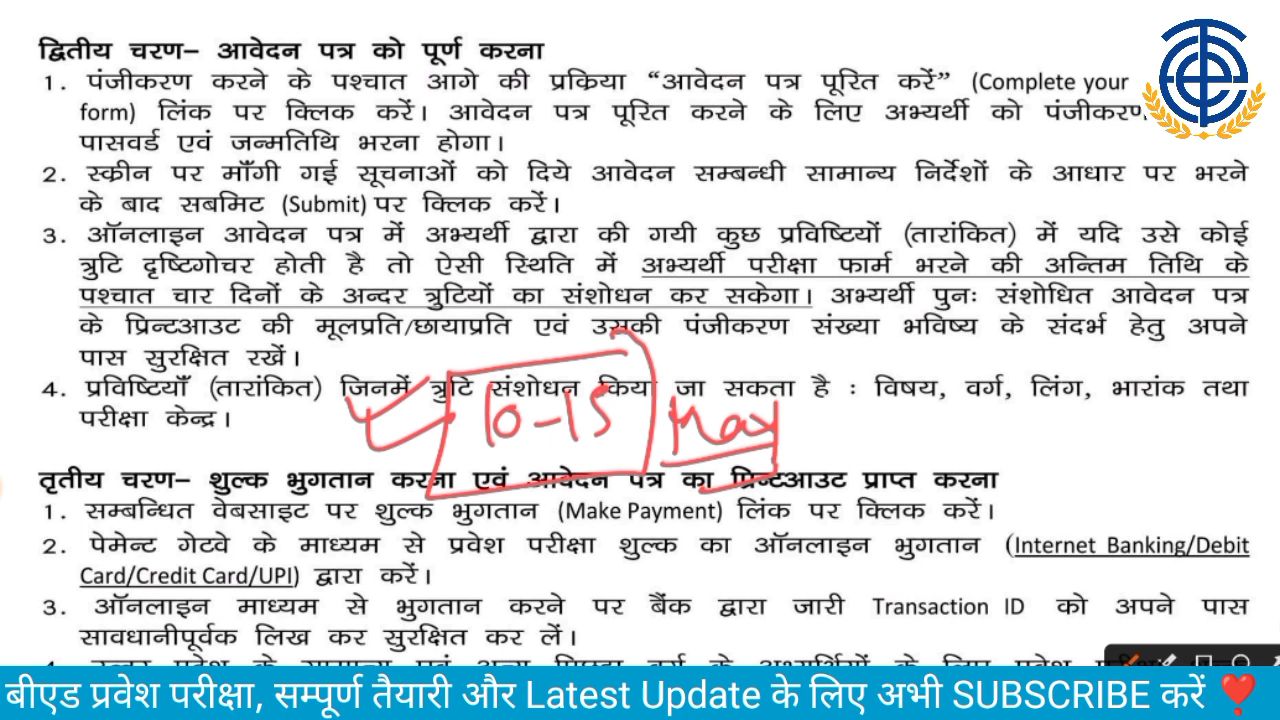 द्वितीय चरण– आवेदन पत्र को पूर्ण करना
1. पंजीकरण करने के पश्चात आगे की प्रक्रिया “आवेदन पत्र पूरित करें” (Complete your
form) लिंक पर क्लिक करें। आवेदन पत्र पूरित करने के लिए अभ्यर्थी को पंजीकरण
पासवर्ड एवं जन्मतिथि भरना होगा।
2. स्क्रीन पर माँगी गई सूचनाओं को दिये आवेदन सम्बन्धी सामान्य निर्देशों के आधार पर भरने
के बाद सबमिट (Submit) पर क्लिक करें।
3. ऑनलाइन आवेदन पत्र में अभ्यर्थी द्वारा की गयी कुछ प्रविष्टियों (तारांकित) में यदि उसे कोई
त्रुटि दृष्टिगोचर होती है तो ऐसी स्थिति में अभ्यर्थी परीक्षा फार्म भरने की अन्तिम तिथि के
पश्चात चार दिनों के अन्दर त्रुटियों का संशोधन कर सकेगा। अभ्यर्थी पुनः संशोधित आवेदन पत्र
के प्रिन्टआउट की मूलप्रति/छायाप्रति एवं उसकी पंजीकरण संख्या भविष्य के संदर्भ हेतु अपने
पास सुरक्षित रखें।
4. प्रविष्टियाँ (तारांकित) जिनमें त्रुटि संशोधन किया जा सकता है : विषय, वर्ग, लिंग, भारांक तथा
परीक्षा केन्द्र।
10-15 May
तृतीय चरण– शुल्क भुगतान करना एवं आवेदन पत्र का प्रिन्टआउट प्राप्त करना
1. सम्बन्धित वेबसाइट पर शुल्क भुगतान (Make Payment) लिंक पर क्लिक करें।
2. पेमेन्ट गेटवे के माध्यम से प्रवेश परीक्षा शुल्क का ऑनलाइन भुगतान (Internet Banking/Debit
Card/Credit Card/UPI) द्वारा करें।
3. ऑनलाइन माध्यम से भुगतान करने पर बैंक द्वारा जारी Transaction ID को अपने पास
सावधानीपूर्वक लिख कर सुरक्षित कर लें।
बीएड प्रवेश परीक्षा, सम्पूर्ण तैयारी और Latest Update के लिए अभी SUBSCRIBE करें ❤️